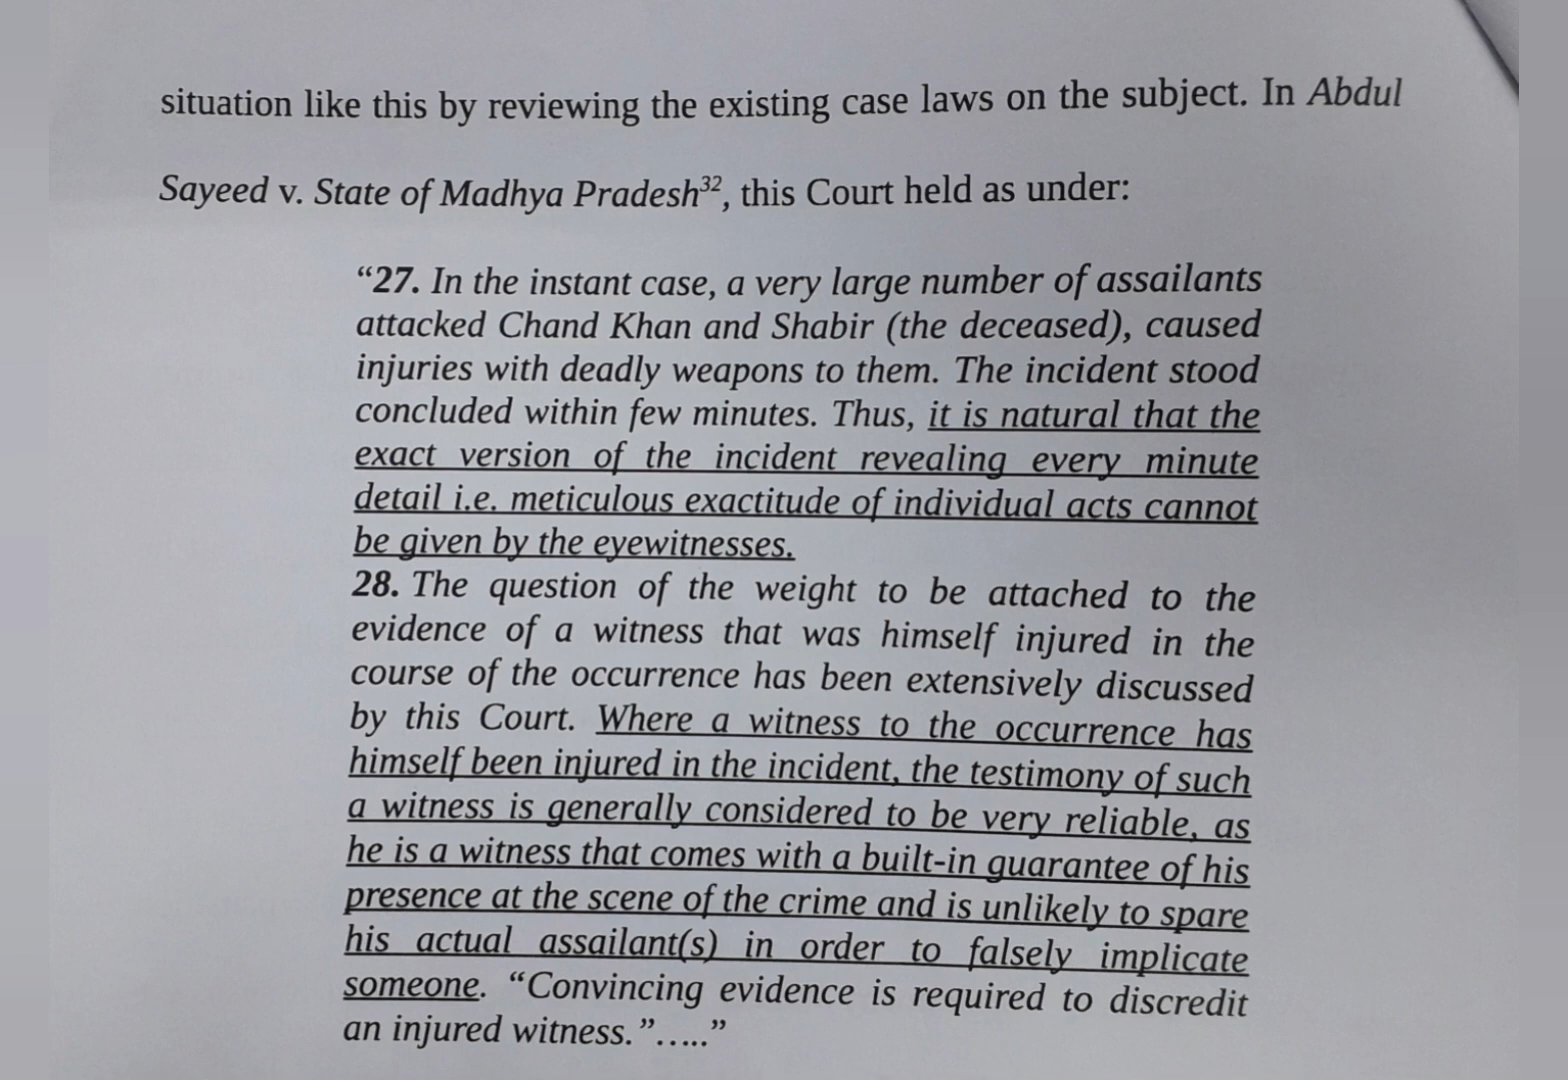 situation like this by reviewing the existing case laws on the subject. In Abdul
Sayeed v. State of Madhya Pradesh32, this Court held as under:
“27. In the instant case, a very large number of assailants
attacked Chand Khan and Shabir (the deceased), caused
injuries with deadly weapons to them. The incident stood
concluded within few minutes. Thus, it is natural that the
exact version of the incident revealing every minute
detail i.e. meticulous exactitude of individual acts cannot
be given by the eyewitnesses.
28. The question of the weight to be attached to the
evidence of a witness that was himself injured in the
course of the occurrence has been extensively discussed
by this Court. Where a witness to the occurrence has
himself been injured in the incident, the testimony of such
a witness is generally considered to be very reliable, as
he is a witness that comes with a built-in guarantee of his
presence at the scene of the crime and is unlikely to spare
his actual assailant(s) in order to falsely implicate
someone. “Convincing evidence is required to discredit
an injured witness.”.....”